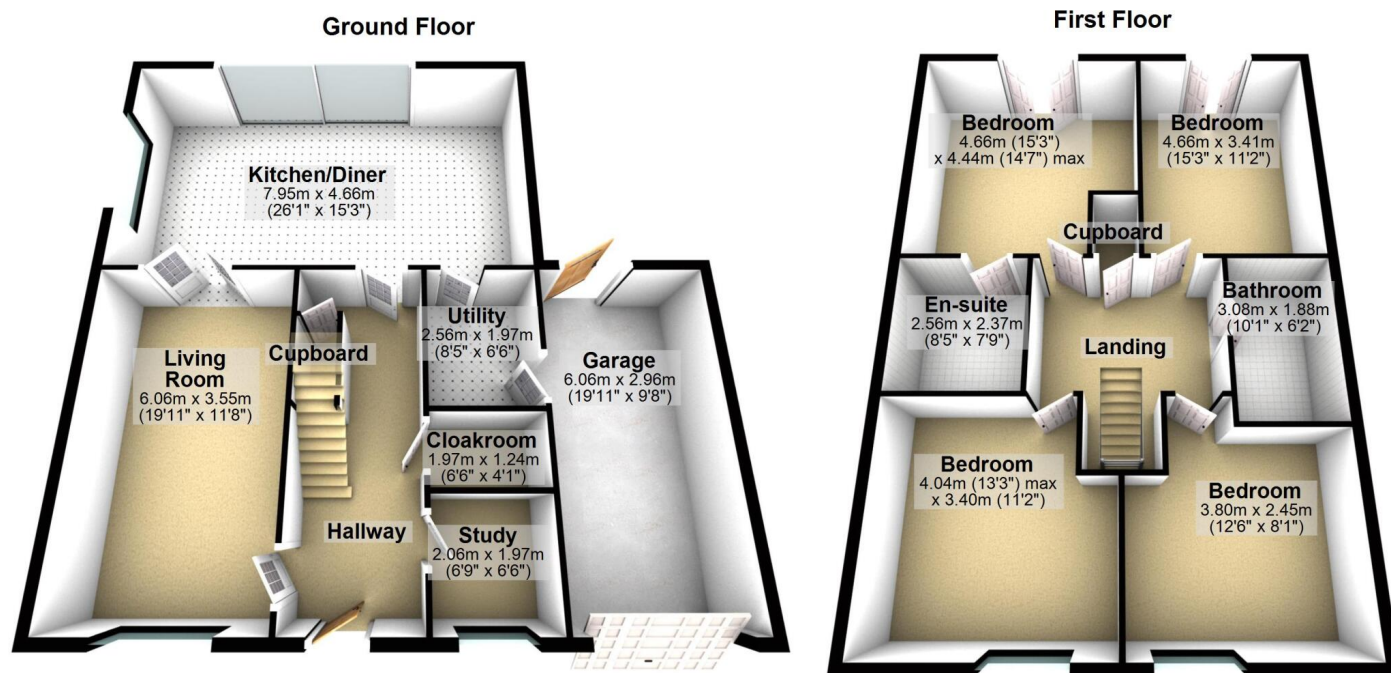 Ground Floor
Kitchen/Diner
7.95m x 4.66m
(26'1" x 15'3")
Living
Room
6.06m x 3.55m
(19'11" x 11'8")
Cupboard
Utility
2.56m x 1.97m
(8'5" x 6'6")
Garage
6.06m x 2.96m
(19'11" x 9'8")
Cloakroom
1.97m x 1.24m
(6'6" x 4'1")
Hallway
Study
2.06m x 1.97m
(6'9" x 6'6")
First Floor
Bedroom
4.66m (15'3")
x 4.44m (14'7") max
Bedroom
4.66m x 3.41m
(15'3" x 11'2")
Cupboard
En-suite
2.56m x 2.37m
(8'5" x 7'9")
Landing
Bathroom
3.08m x 1.88m
(10'1" x 6'2")
Bedroom
4.04m (13'3") max
x 3.40m (11'2")
Bedroom
3.80m x 2.45m
(12'6" x 8'1")